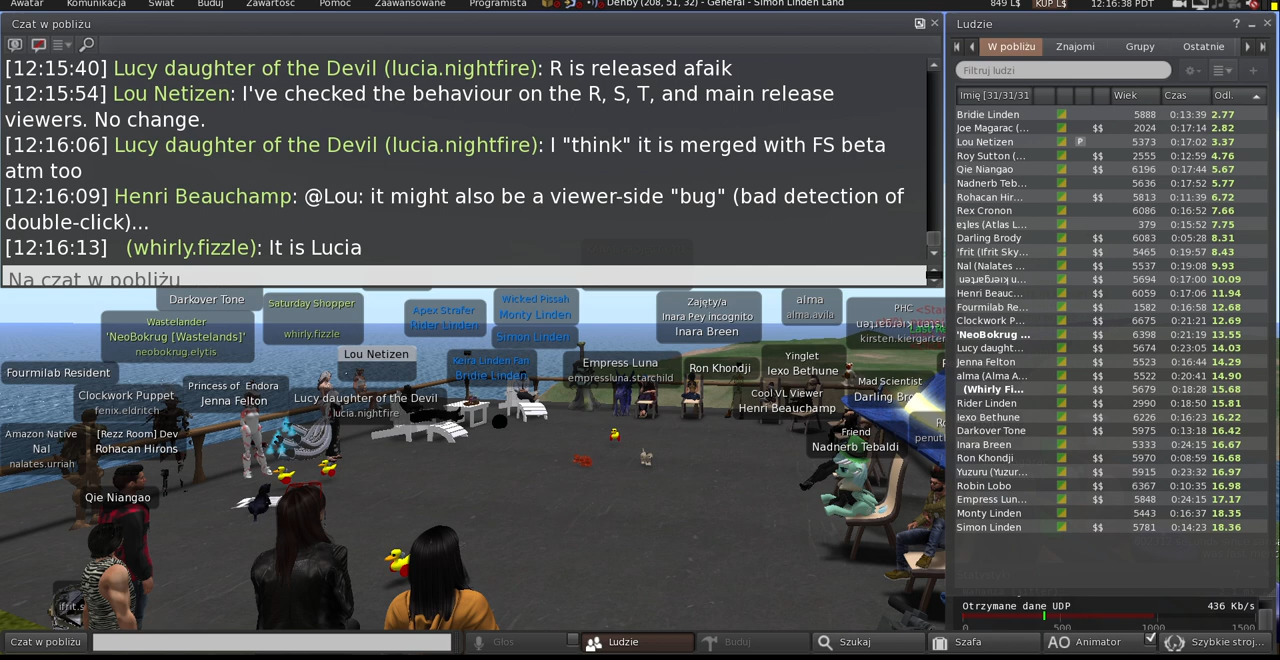 Awatar Komunikacja Świat Buduj Zawartość Pomoc Zaawansowane Programista Denby (208, 51, 32) - General - Simon Linden Land 849 L$ KUP L$ 12:16:38 PDT
Czat w pobliżu
[12:15:40] Lucy daughter of the Devil (lucia.nightfire): R is released afaik
[12:15:54] Lou Netizen: I've checked the behaviour on the R, S, T, and main release
viewers. No change.
[12:16:06] Lucy daughter of the Devil (lucia.nightfire): I "think" it is merged with FS beta
atm too
[12:16:09] Henri Beauchamp: @Lou: it might also be a viewer-side "bug" (bad detection of
double-click)...
[12:16:13] (whirly.fizzle): It is Lucia
Na czat w pobliżu
Darkover Tone
Saturday Shopper
whirly.fizzle
Wastelander
'NeoBokrug [Wastelands]'
neobokrug.elytis
Apex Strafer
Rider Linden
Wicked Pissah
Monty Linden
Simon Linden
Keira Linden Fan
Bridie Linden
Zajęty/a
Inara Pey incognito
Inara Breen
alma
alma.avila
PHC
kirsten.kiergarten
Lou Netizen
Fourmilab Resident
Empress Luna
empressluna.starchild
Ron Khondji
Yinglet
Iexo Bethune
Princess of Endora
Jenna Felton
Clockwork Puppet
fenix.eldritch
Lucy daughter of the Devil
lucia.nightfire
Cool VL Viewer
Henri Beauchamp
Mad Scientist
Darling Bro
Amazon Native
Nal
nalates.urriah
[Rezz Room] Dev
Rohacan Hirons
Friend
Nadnerb Tebaldi
penut
Qie Niangao
ifrit.s
Ludzie
W pobliżu Znajomi Grupy Ostatnie
Filtruj ludzi
Imię [31/31/31 Wiek Czas Odl.
Bridie Linden 5888 0:13:39 2.77
Joe Magarac (... $$ 2024 0:17:14 2.82
Lou Netizen P 5373 0:17:02 3.37
Roy Sutton (... $$ 2555 0:12:59 4.76
Qie Niangao $$ 6196 0:17:44 5.67
Nadnerb Teb... 5636 0:17:52 5.77
Rohacan Hir... $$ 5813 0:11:39 6.72
Rex Cronon 6086 0:16:52 7.66
ɐʇles (Atlas L... 379 0:15:52 7.75
Darling Brody $$ 6083 0:05:28 8.31
'frit (Ifrit Sky... $$ 5465 0:19:57 8.43
Nal (Nalates ... $$ 5537 0:19:08 9.93
$$ 5694 0:17:00 10.09
Henri Beauc... $$ 6059 0:17:06 11.94
Fourmilab Re... $$ 1582 0:16:58 12.68
Clockwork P... $$ 6275 0:21:21 12.69
'NeoBokrug ... $$ 6398 0:21:19 13.55
Lucy daught... $$ 5674 0:23:05 14.03
Jenna Felton $$ 5523 0:16:44 14.29
alma (Alma A... $$ 5522 0:20:41 14.90
(Whirly Fi... $$ 5679 0:18:28 15.68
Rider Linden $$ 2990 0:18:50 15.81
Iexo Bethune $$ 6226 0:16:23 16.22
Darkover Tone $$ 5975 0:13:18 16.42
Inara Breen 5333 0:24:15 16.67
Ron Khondji $$ 5970 0:08:59 16.68
Yuzuru (Yuzur... $$ 5915 0:23:32 16.97
Robin Lobo $$ 6367 0:10:35 16.98
Empress Lun... $$ 5848 0:24:15 17.17
Monty Linden 5443 0:16:37 18.35
Simon Linden $$ 5781 0:14:23 18.36
Otrzymane dane UDP 436 Kb/s
0 500 1000 1500
Czat w pobliżu Głos Ludzie Buduj Szukaj Szafa AO Animator Szybkie stroj...